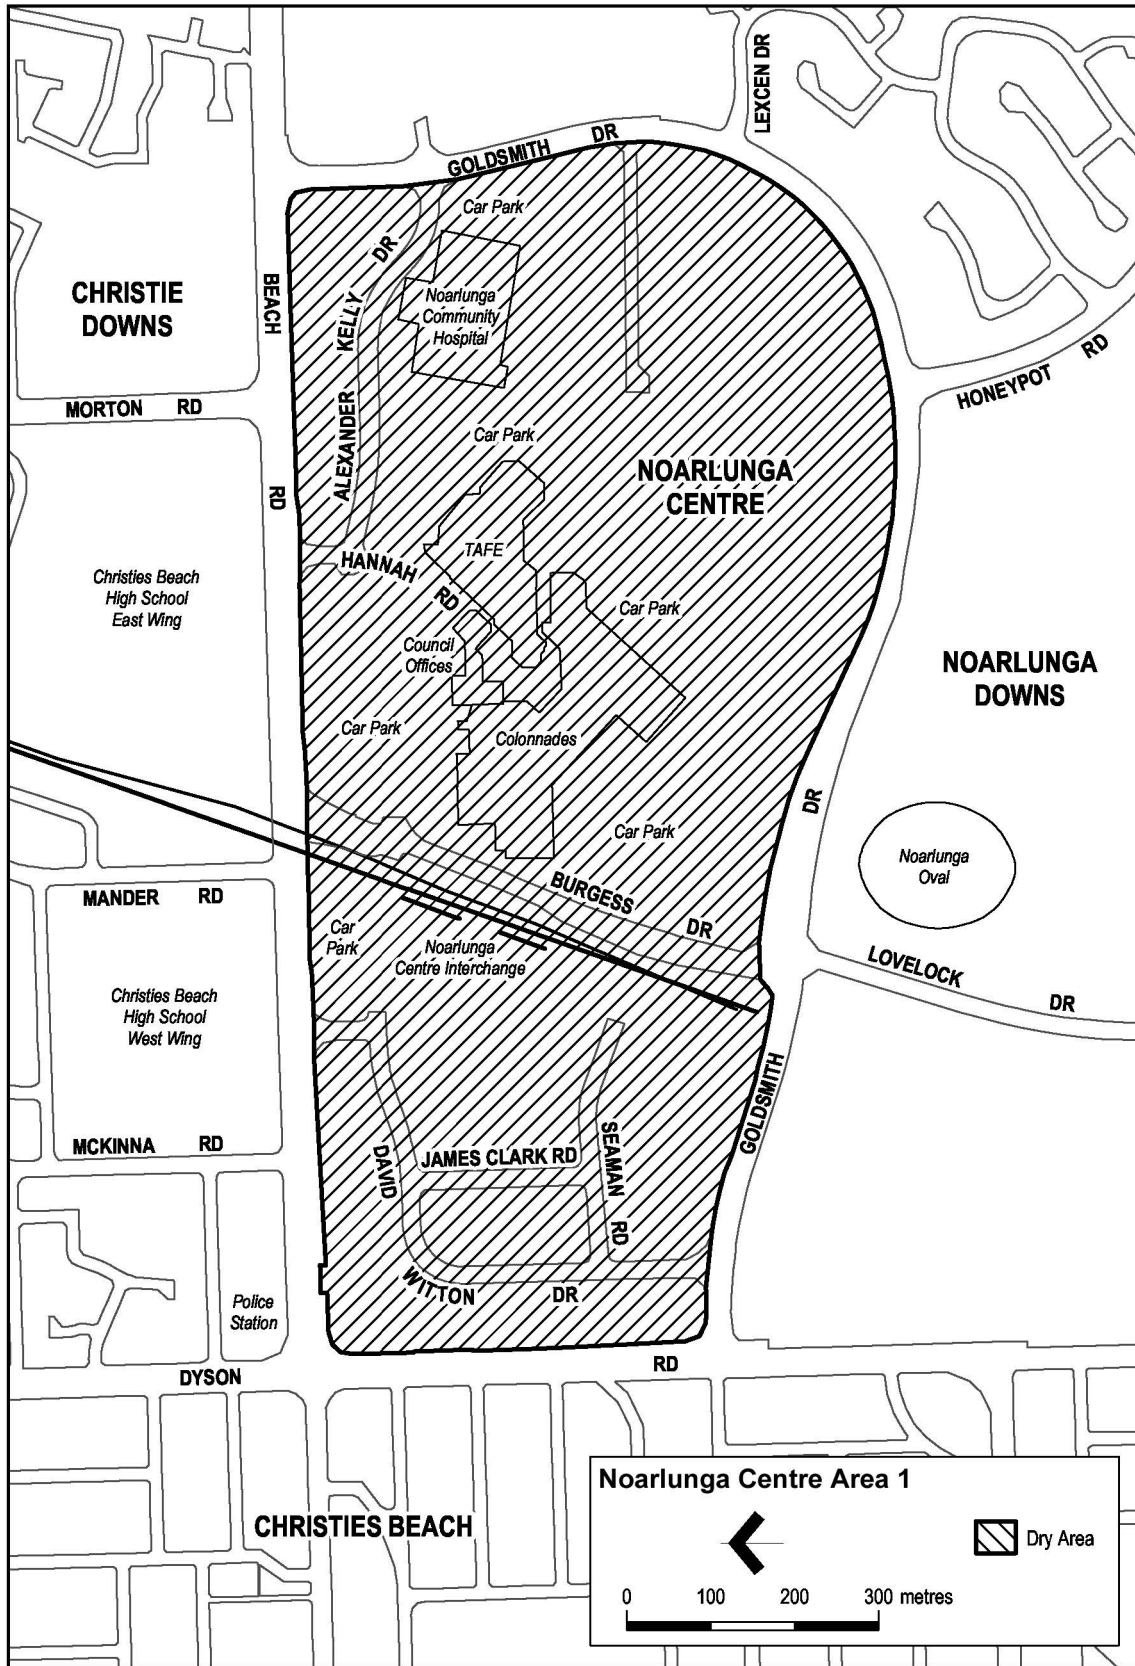 LEXCEN DR
GOLDSMITH DR
Car Park
ALEXANDER KELLY DR
BEACH RD
CHRISTIE
DOWNS
Noarlunga
Community
Hospital
HONEYPOT RD
MORTON RD
Car Park
NOARLUNGA
CENTRE
TAFE
HANNAH RD
Christies Beach
High School
East Wing
Car Park
Council
Offices
NOARLUNGA
DOWNS
Car Park
Colonnades
DR
Car Park
Noarlunga
Oval
BURGESS DR
MANDER RD
Car
Park
Noarlunga
Centre Interchange
LOVELOCK DR
Christies Beach
High School
West Wing
GOLDSMITH
MCKINNA RD
DAVID
JAMES CLARK RD
SEAMAN RD
WITTON DR
Police
Station
DYSON RD
CHRISTIES BEACH
Noarlunga Centre Area 1
Dry Area
0 100 200 300 metres